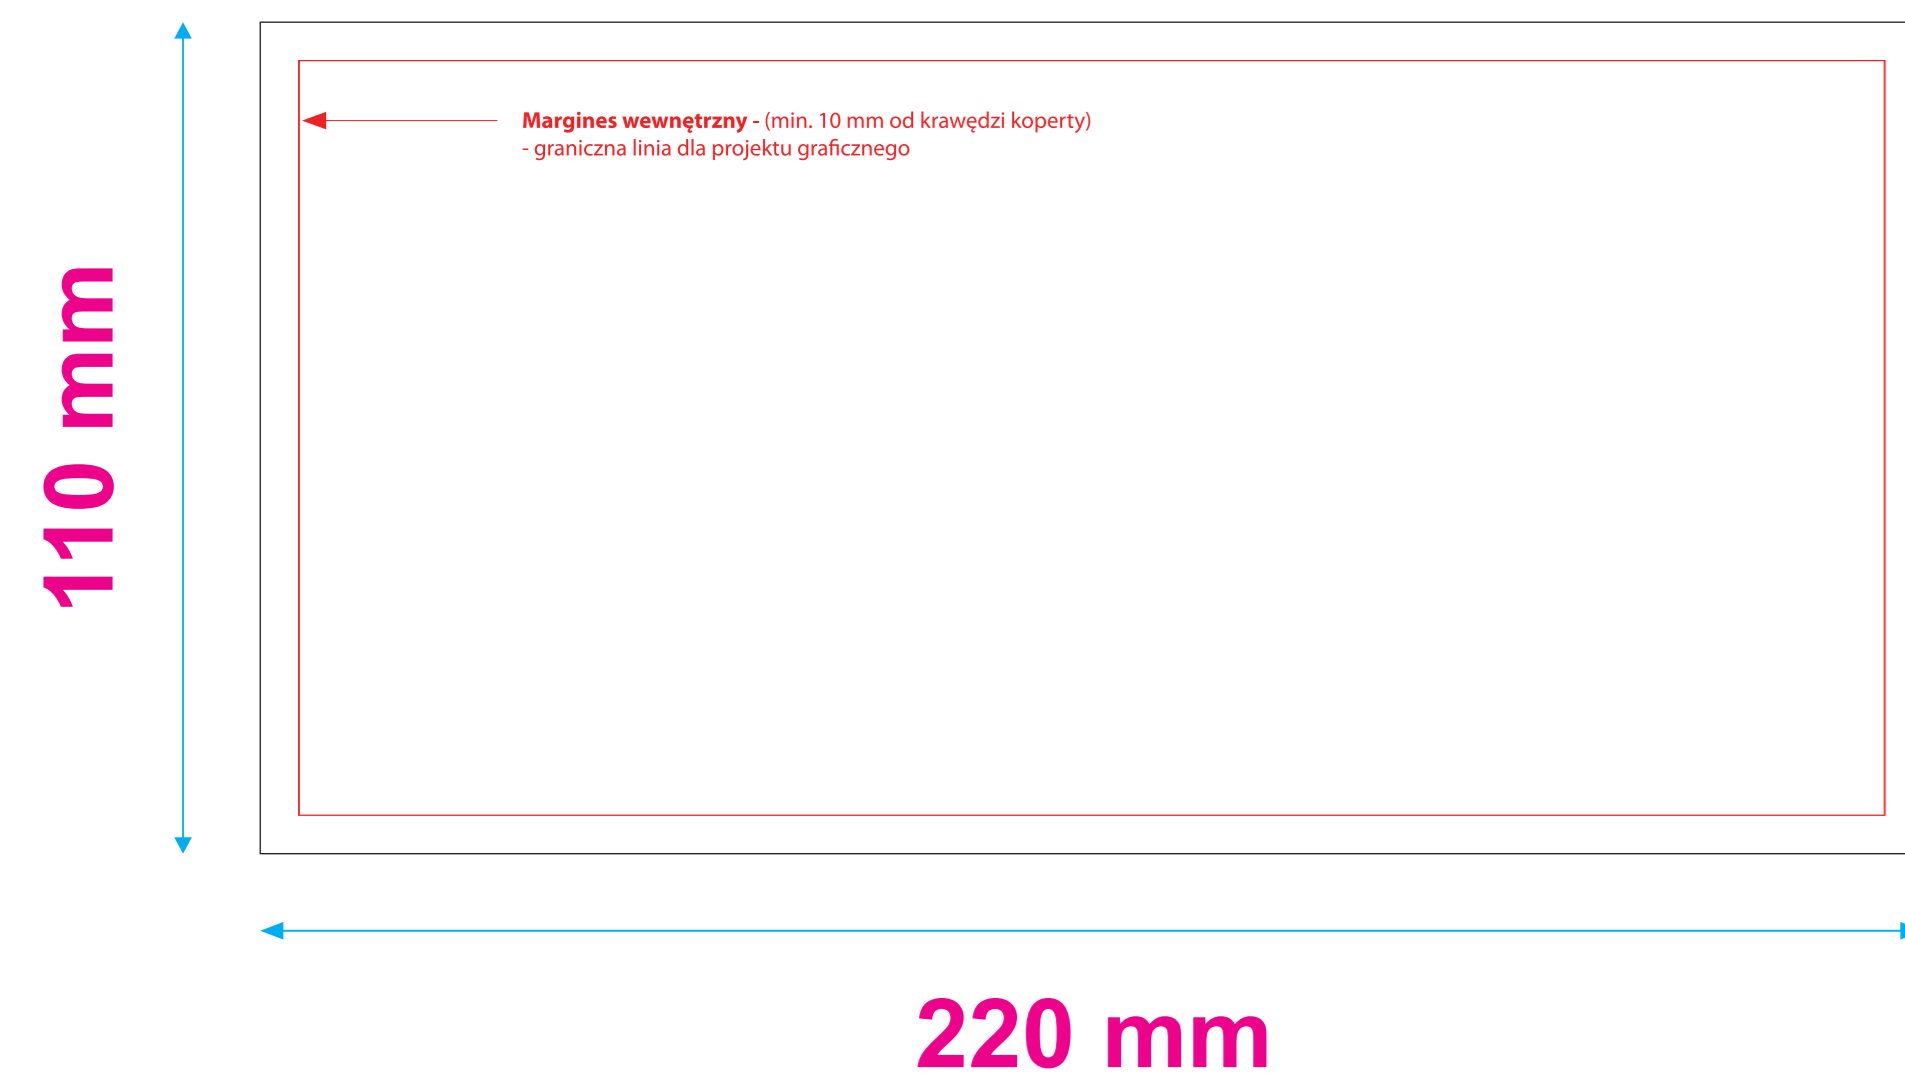 Margines wewnętrzny - (min. 10 mm od krawędzi koperty)
- graniczna linia dla projektu graficznego
110 mm
220 mm